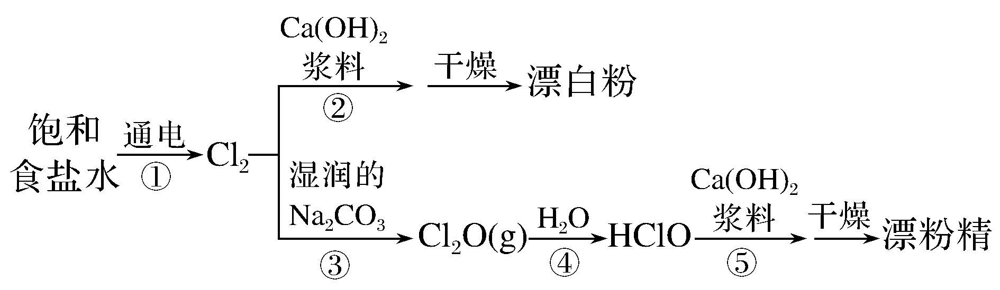 Ca(OH)₂
浆料
②
干燥
漂白粉
饱和
食盐水
通电
①
Cl₂
湿润的
Na₂CO₃
③
Cl₂O(g)
H₂O
④
HClO
Ca(OH)₂
浆料
⑤
干燥
漂粉精